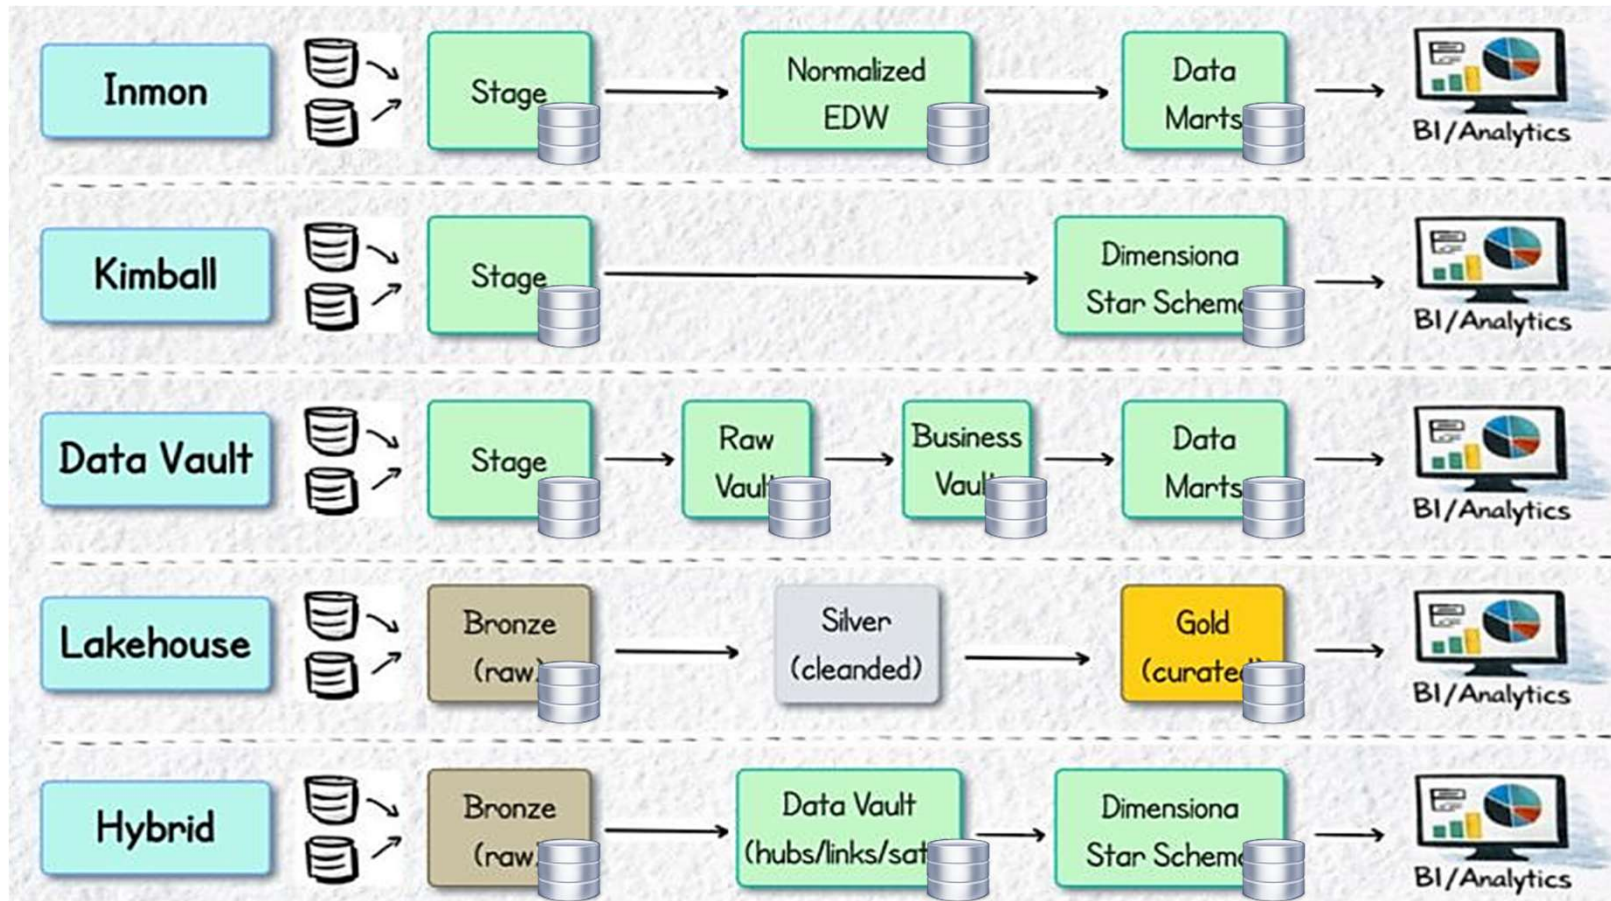 Inmon
Stage
Normalized
EDW
Data
Marts
BI/Analytics
Kimball
Stage
Dimensiona
Star Schem
BI/Analytics
Data Vault
Stage
Raw
Vaul
Business
Vaul
Data
Marts
BI/Analytics
Lakehouse
Bronze
(raw)
Silver
(cleanded)
Gold
(curated)
BI/Analytics
Hybrid
Bronze
(raw)
Data Vault
(hubs/links/sat
Dimensiona
Star Schem
BI/Analytics